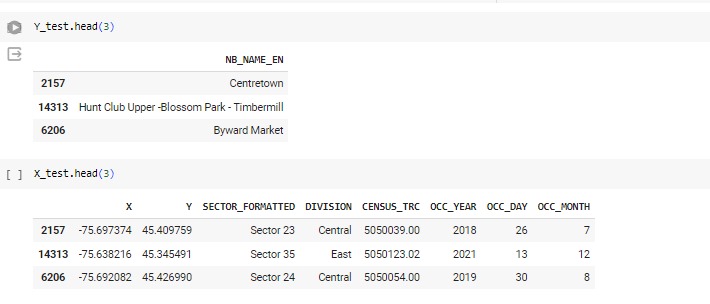 Y_test.head(3)
NB_NAME_EN
2157 Centretown
14313 Hunt Club Upper -Blossom Park - Timbermill
6206 Byward Market
[ ] X_test.head(3)
X Y SECTOR_FORMATTED DIVISION CENSUS_TRC OCC_YEAR OCC_DAY OCC_MONTH
2157 -75.697374 45.409759 Sector 23 Central 5050039.00 2018 26 7
14313 -75.638216 45.345491 Sector 35 East 5050123.02 2021 13 12
6206 -75.692082 45.426990 Sector 24 Central 5050054.00 2019 30 8